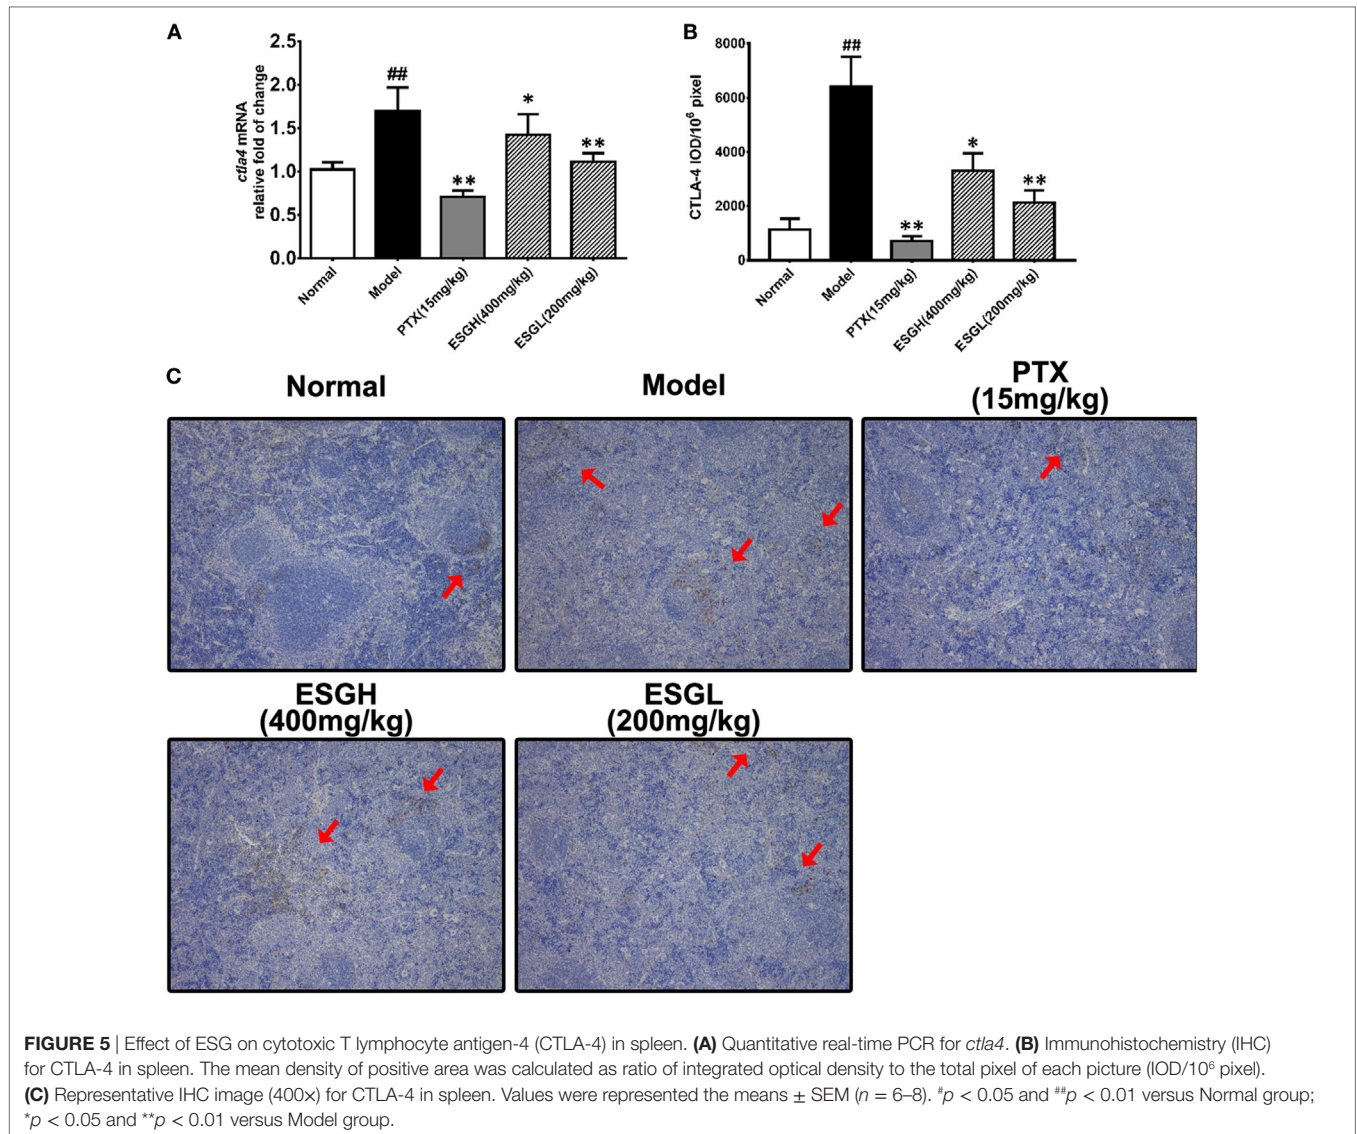 A
ctla4 mRNA
relative fold of change
2.5
2.0
1.5
1.0
0.5
0.0
##
**
*
**
Normal
Model
PTX(15mg/kg)
ESGH(400mg/kg)
ESGL(200mg/kg)
B
CTLA-4 IOD/10⁶ pixel
8000
6000
4000
2000
0
##
**
*
**
Normal
Model
PTX(15mg/kg)
ESGH(400mg/kg)
ESGL(200mg/kg)
C
Normal
Model
PTX
(15mg/kg)
ESGH
(400mg/kg)
ESGL
(200mg/kg)
FIGURE 5 | Effect of ESG on cytotoxic T lymphocyte antigen-4 (CTLA-4) in spleen. (A) Quantitative real-time PCR for ctla4. (B) Immunohistochemistry (IHC)
for CTLA-4 in spleen. The mean density of positive area was calculated as ratio of integrated optical density to the total pixel of each picture (IOD/10⁶ pixel).
(C) Representative IHC image (400×) for CTLA-4 in spleen. Values were represented the means ± SEM (n = 6–8). #p < 0.05 and ##p < 0.01 versus Normal group;
*p < 0.05 and **p < 0.01 versus Model group.